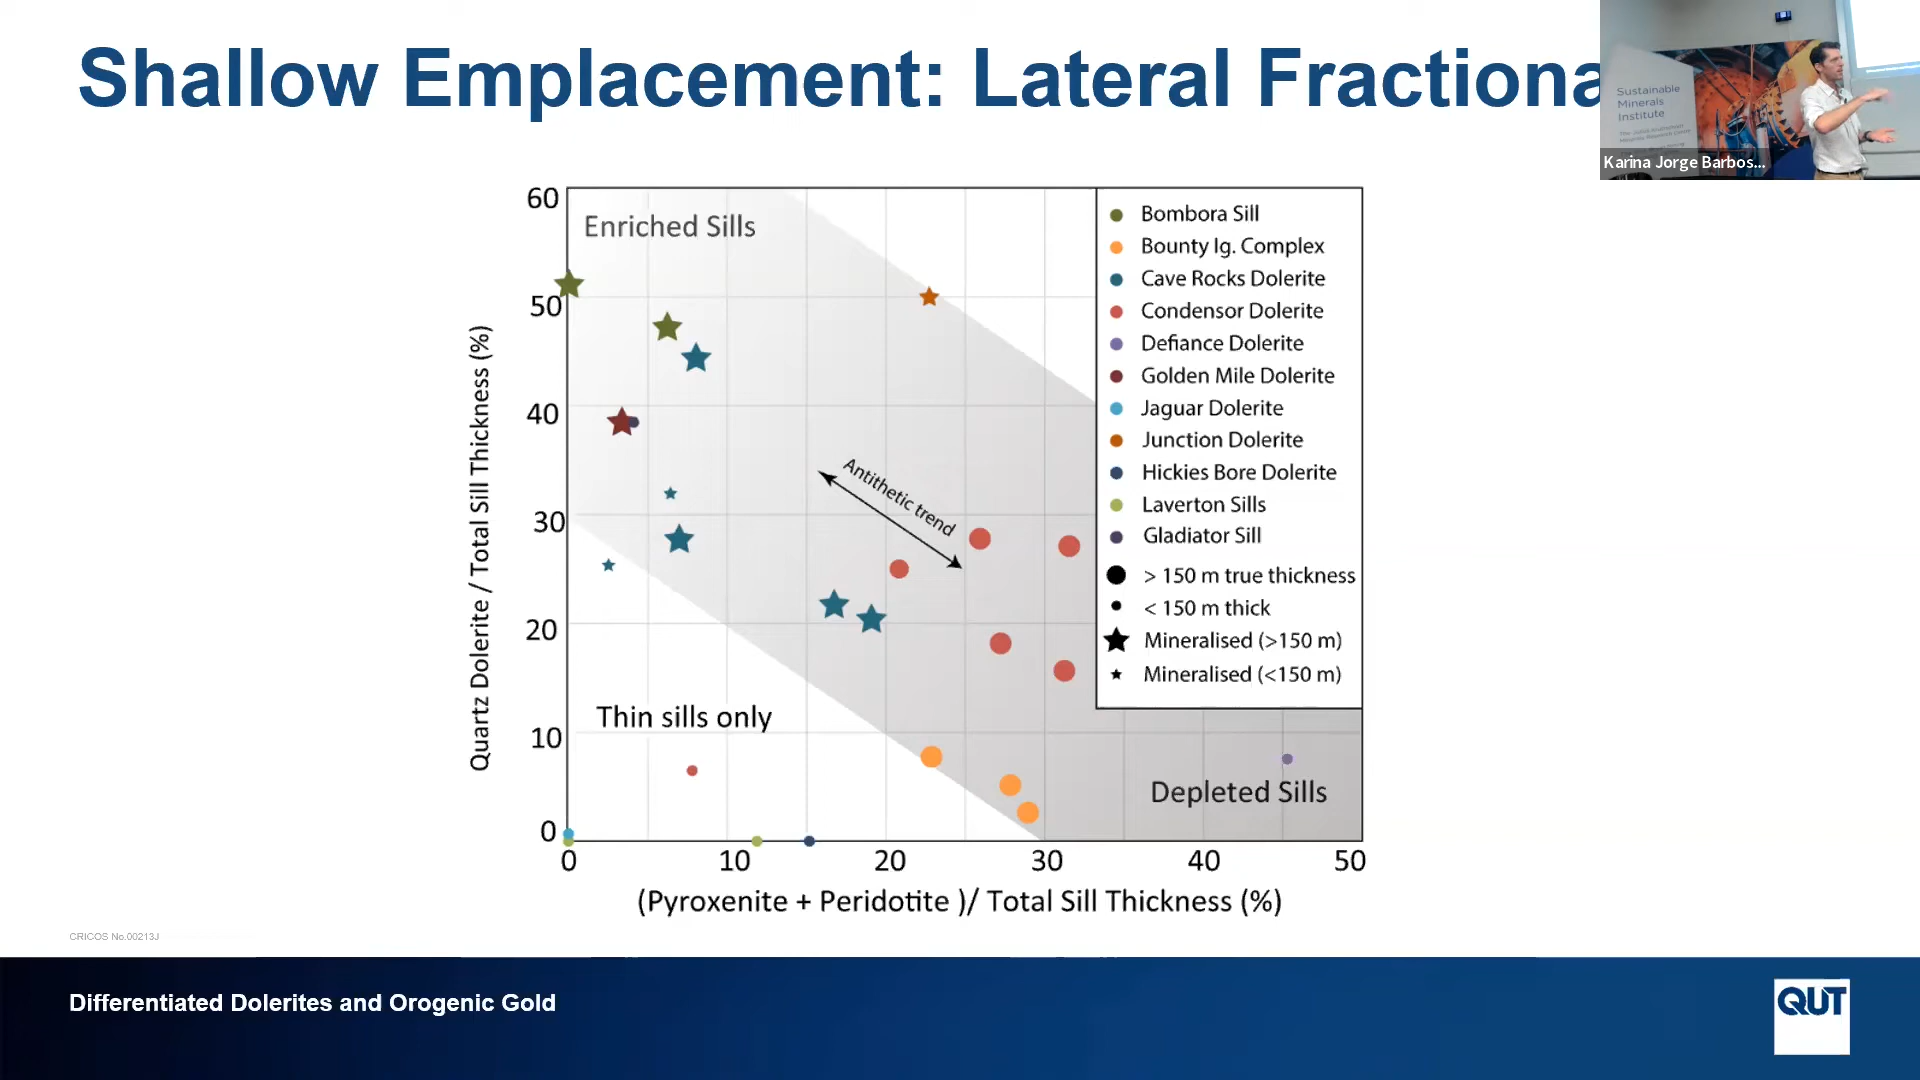 Shallow Emplacement: Lateral Fractiona
Sustainable
Minerals
Institute
Karina Jorge Barbos...
Enriched Sills
Antithetic trend
Thin sills only
Depleted Sills
Quartz Dolerite / Total Sill Thickness (%)
60
50
40
30
20
10
0
0 10 20 30 40 50
(Pyroxenite + Peridotite )/ Total Sill Thickness (%)
Bombora Sill
Bounty Ig. Complex
Cave Rocks Dolerite
Condensor Dolerite
Defiance Dolerite
Golden Mile Dolerite
Jaguar Dolerite
Junction Dolerite
Hickies Bore Dolerite
Laverton Sills
Gladiator Sill
> 150 m true thickness
< 150 m thick
Mineralised (>150 m)
Mineralised (<150 m)
CRICOS No.00213J
Differentiated Dolerites and Orogenic Gold
QUT